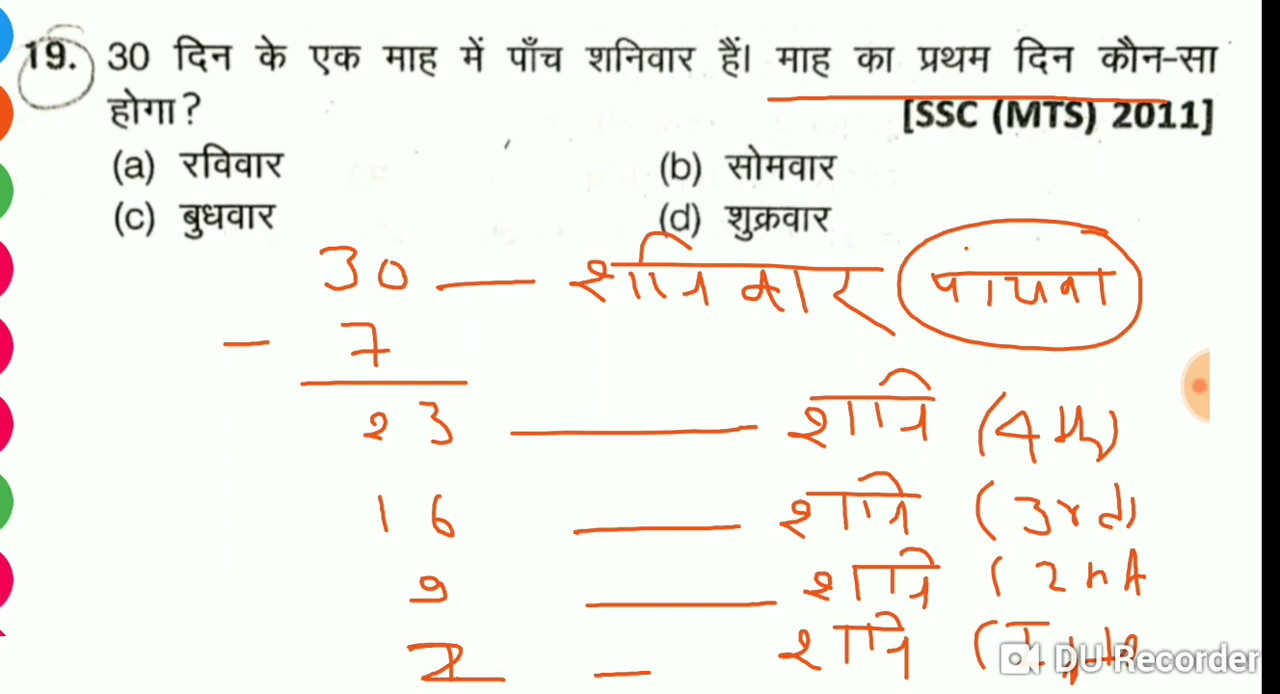 19. 30 दिन के एक माह में पाँच शनिवार हैं। माह का प्रथम दिन कौन-सा
होगा? [SSC (MTS) 2011]
(a) रविवार (b) सोमवार
(c) बुधवार (d) शुक्रवार
30 — शनिवार पांचवा
- 7
23 — शनि (4th)
16 — शनि (3rd)
9 — शनि (2nd
2 — शनि (
DU Recorder